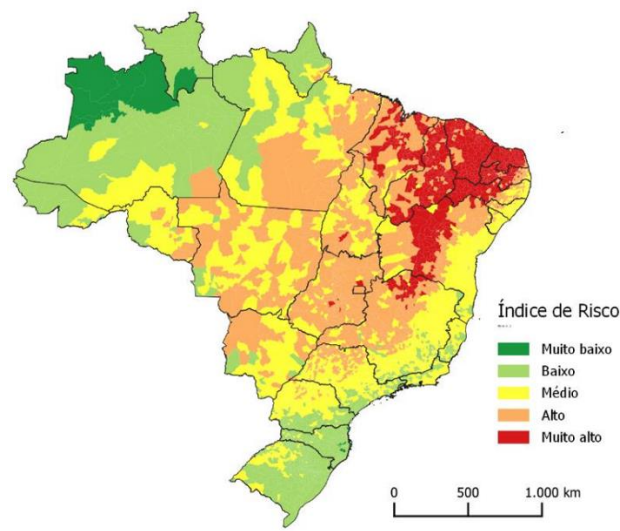 Índice de Risco
Muito baixo
Baixo
Médio
Alto
Muito alto
0 500 1.000 km